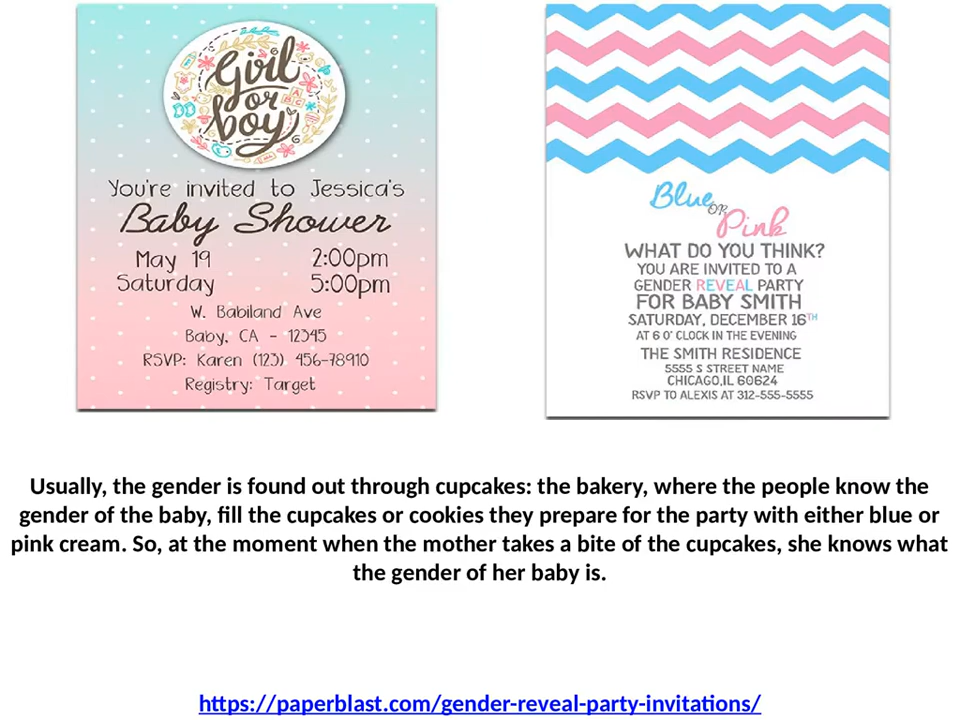 Girl
or
boy
ABC
You're invited to Jessica's
Baby Shower
May 19 2:00pm
Saturday 5:00pm
W. Babiland Ave
Baby, CA - 12345
RSVP: Karen (123) 456-78910
Registry: Target
Blue
OR
Pink
WHAT DO YOU THINK?
YOU ARE INVITED TO A
GENDER REVEAL PARTY
FOR BABY SMITH
SATURDAY, DECEMBER 16TH
AT 6 O' CLOCK IN THE EVENING
THE SMITH RESIDENCE
5555 S STREET NAME
CHICAGO,IL 60624
RSVP TO ALEXIS AT 312-555-5555
Usually, the gender is found out through cupcakes: the bakery, where the people know the
gender of the baby, fill the cupcakes or cookies they prepare for the party with either blue or
pink cream. So, at the moment when the mother takes a bite of the cupcakes, she knows what
the gender of her baby is.
https://paperblast.com/gender-reveal-party-invitations/